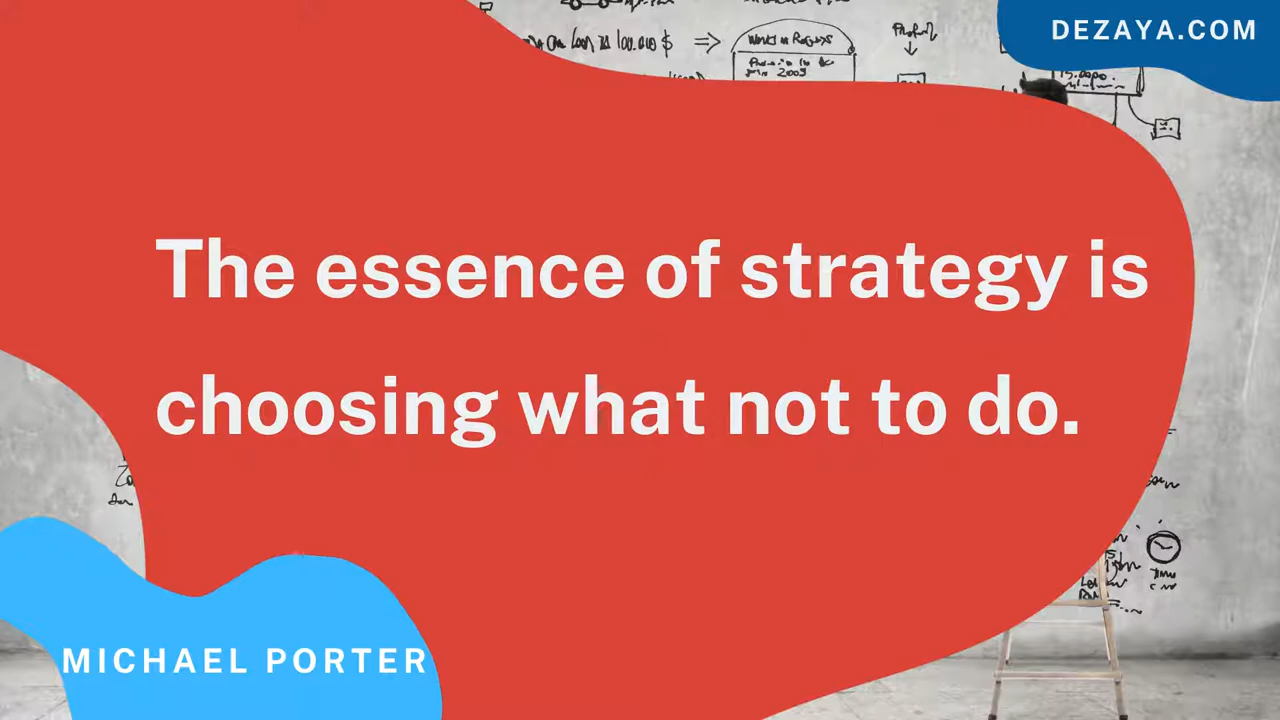 DEZAYA.COM
The essence of strategy is
choosing what not to do.
MICHAEL PORTER